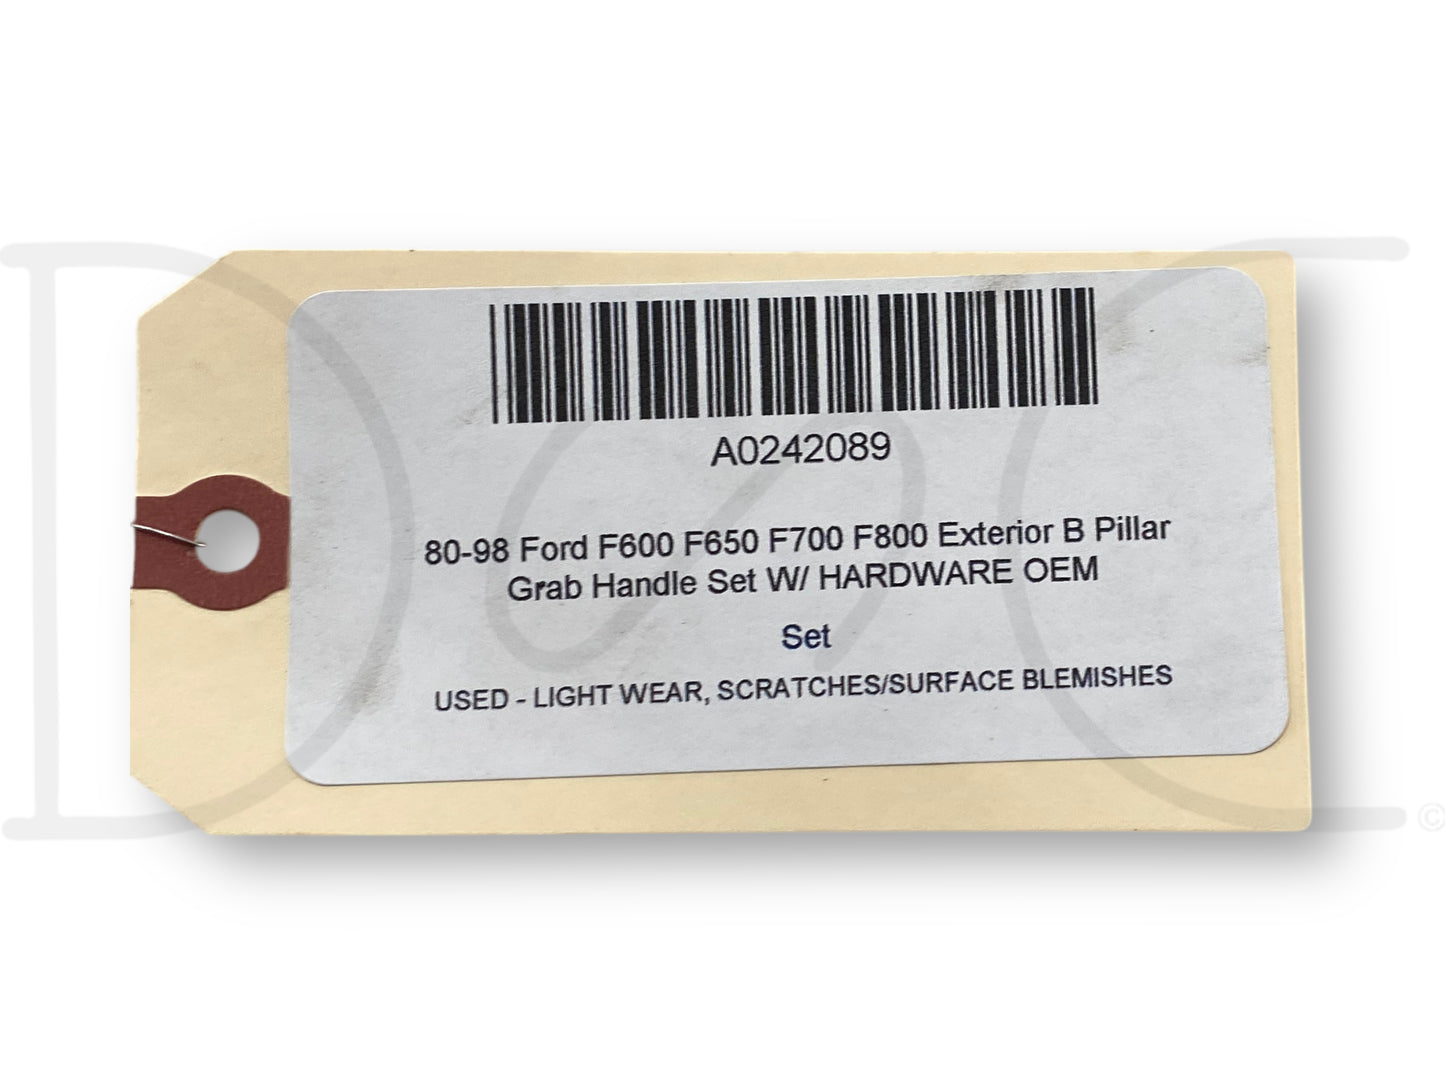 A0242089
80-98 Ford F600 F650 F700 F800 Exterior B Pillar
Grab Handle Set W/ HARDWARE OEM
Set
USED - LIGHT WEAR, SCRATCHES/SURFACE BLEMISHES
©